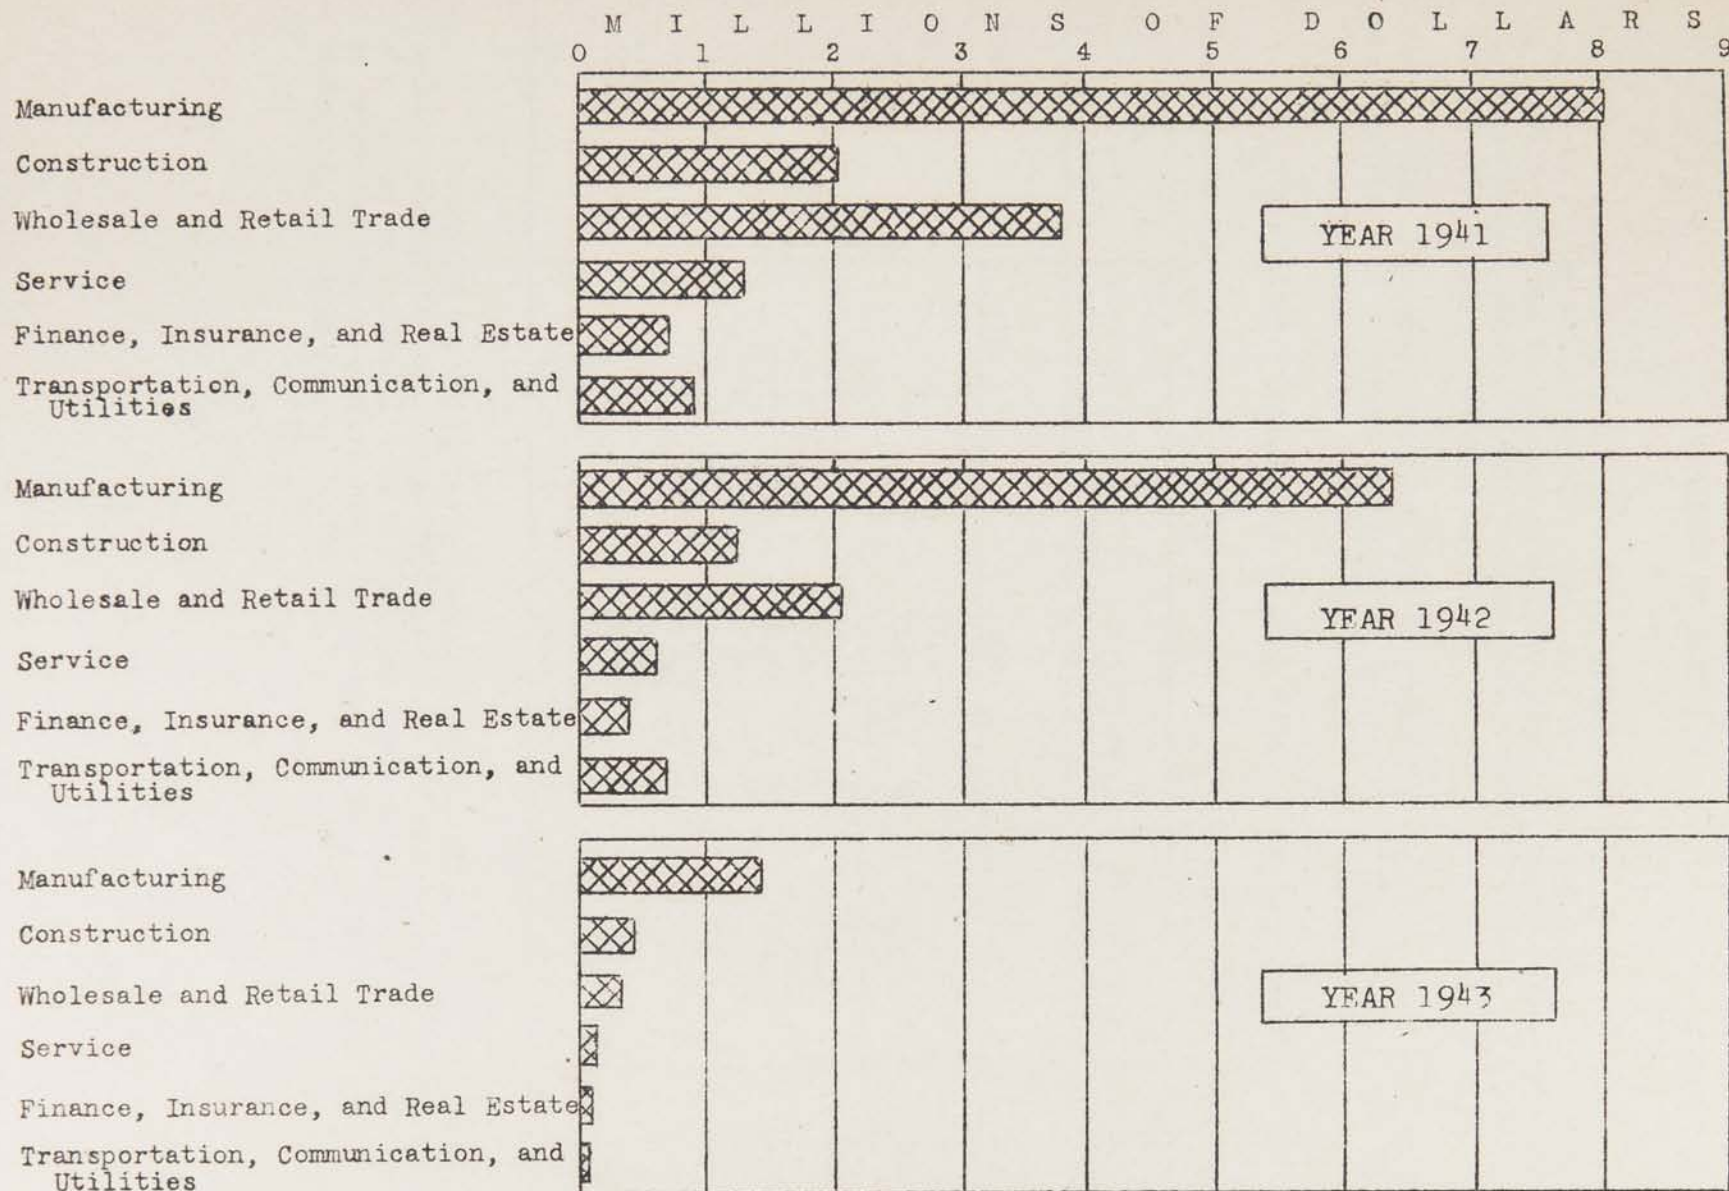 MILLIONS OF DOLLARS
0 1 2 3 4 5 6 7 8 9
Manufacturing
Construction
Wholesale and Retail Trade
YEAR 1941
Service
Finance, Insurance, and Real Estate
Transportation, Communication, and
Utilities
Manufacturing
Construction
Wholesale and Retail Trade
YEAR 1942
Service
Finance, Insurance, and Real Estate
Transportation, Communication, and
Utilities
Manufacturing
Construction
Wholesale and Retail Trade
YEAR 1943
Service
Finance, Insurance, and Real Estate
Transportation, Communication, and
Utilities